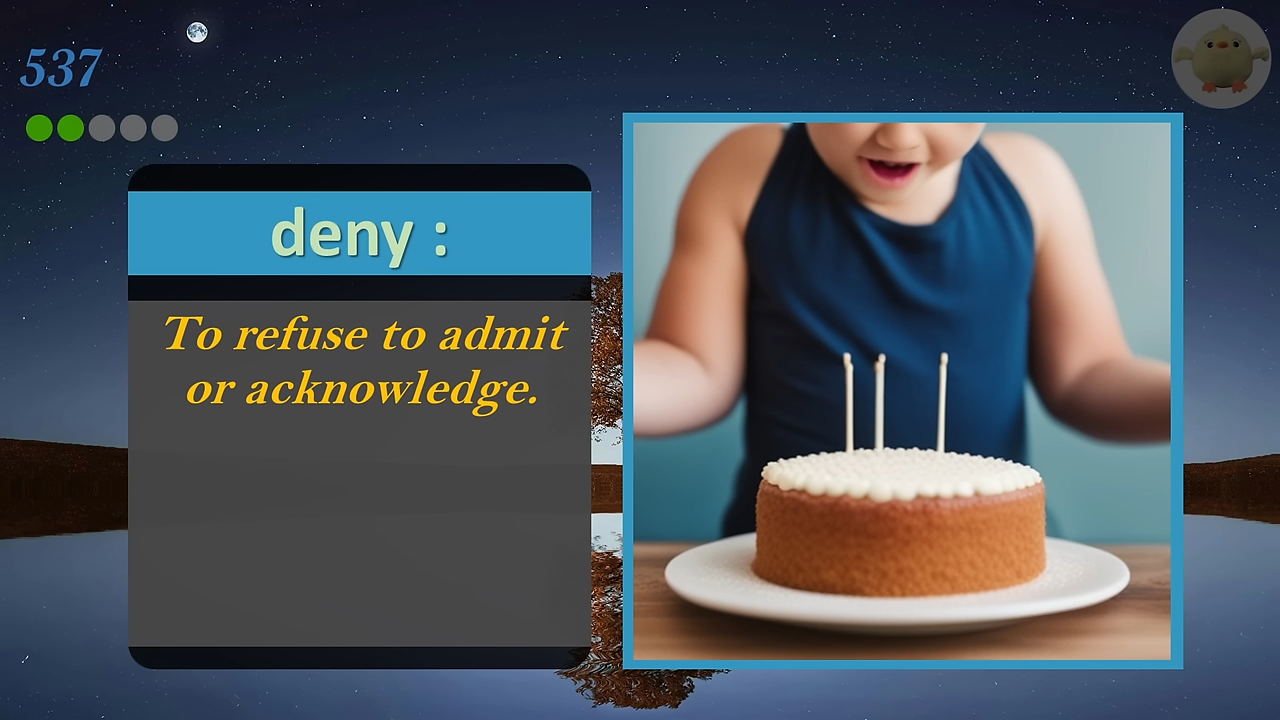 537
deny :
To refuse to admit
or acknowledge.